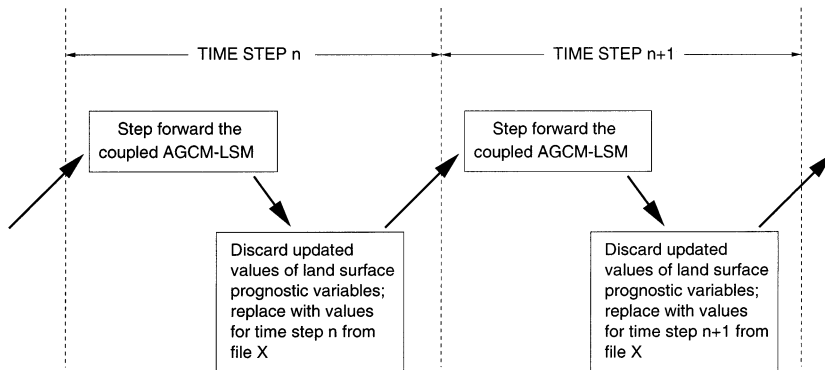 TIME STEP n
TIME STEP n+1
Step forward the
coupled AGCM-LSM
Step forward the
coupled AGCM-LSM
Discard updated
values of land surface
prognostic variables;
replace with values
for time step n from
file X
Discard updated
values of land surface
prognostic variables;
replace with values
for time step n+1 from
file X